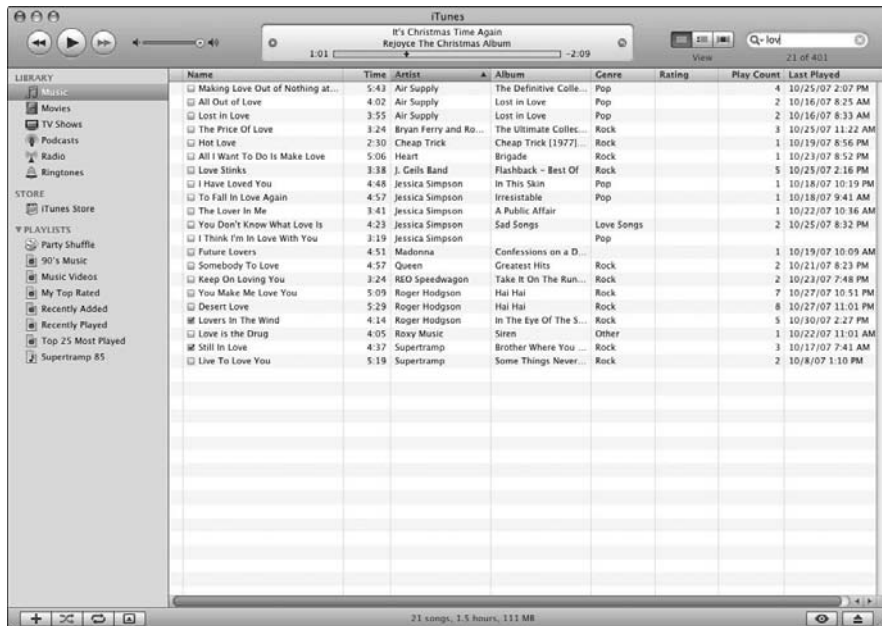 iTunes
It's Christmas Time Again
Rejoyce The Christmas Album
1:01 -2:09
lov
View 21 of 401
LIBRARY
Music
Movies
TV Shows
Podcasts
Radio
Ringtones
STORE
iTunes Store
PLAYLISTS
Party Shuffle
90's Music
Music Videos
My Top Rated
Recently Added
Recently Played
Top 25 Most Played
Supertramp 85
Name Time Artist Album Genre Rating Play Count Last Played
Making Love Out of Nothing at... 5:43 Air Supply The Definitive Colle... Pop 4 10/25/07 2:07 PM
All Out of Love 4:02 Air Supply Lost in Love Pop 2 10/16/07 8:25 AM
Lost in Love 3:55 Air Supply Lost in Love Pop 2 10/16/07 8:33 AM
The Price Of Love 3:24 Bryan Ferry and Ro... The Ultimate Collec... Rock 3 10/25/07 11:22 AM
Hot Love 2:30 Cheap Trick Cheap Trick [1977]... Rock 1 10/19/07 8:56 PM
All I Want To Do Is Make Love 5:06 Heart Brigade Rock 1 10/23/07 8:52 PM
Love Stinks 3:38 J. Geils Band Flashback - Best Of Rock 5 10/25/07 2:16 PM
I Have Loved You 4:48 Jessica Simpson In This Skin Pop 1 10/18/07 10:19 PM
To Fall In Love Again 4:57 Jessica Simpson Irresistable Pop 1 10/18/07 9:41 AM
The Lover In Me 3:41 Jessica Simpson A Public Affair 1 10/22/07 10:36 AM
You Don't Know What Love Is 4:23 Jessica Simpson Sad Songs Love Songs 2 10/25/07 8:32 PM
I Think I'm In Love With You 3:19 Jessica Simpson Pop
Future Lovers 4:51 Madonna Confessions on a D... 1 10/19/07 10:09 AM
Somebody To Love 4:57 Queen Greatest Hits Rock 2 10/21/07 8:23 PM
Keep On Loving You 3:24 REO Speedwagon Take It On The Run... Rock 2 10/23/07 7:48 PM
You Make Me Love You 5:09 Roger Hodgson Hai Hai Rock 7 10/27/07 10:51 PM
Desert Love 5:29 Roger Hodgson Hai Hai Rock 8 10/27/07 11:01 PM
Lovers In The Wind 4:14 Roger Hodgson In The Eye Of The S... Rock 5 10/30/07 2:27 PM
Love is the Drug 4:05 Roxy Music Siren Other 1 10/22/07 11:01 AM
Still In Love 4:37 Supertramp Brother Where You ... Rock 3 10/17/07 7:41 AM
Live To Love You 5:19 Supertramp Some Things Never... Rock 2 10/8/07 1:10 PM
21 songs, 1.5 hours, 111 MB